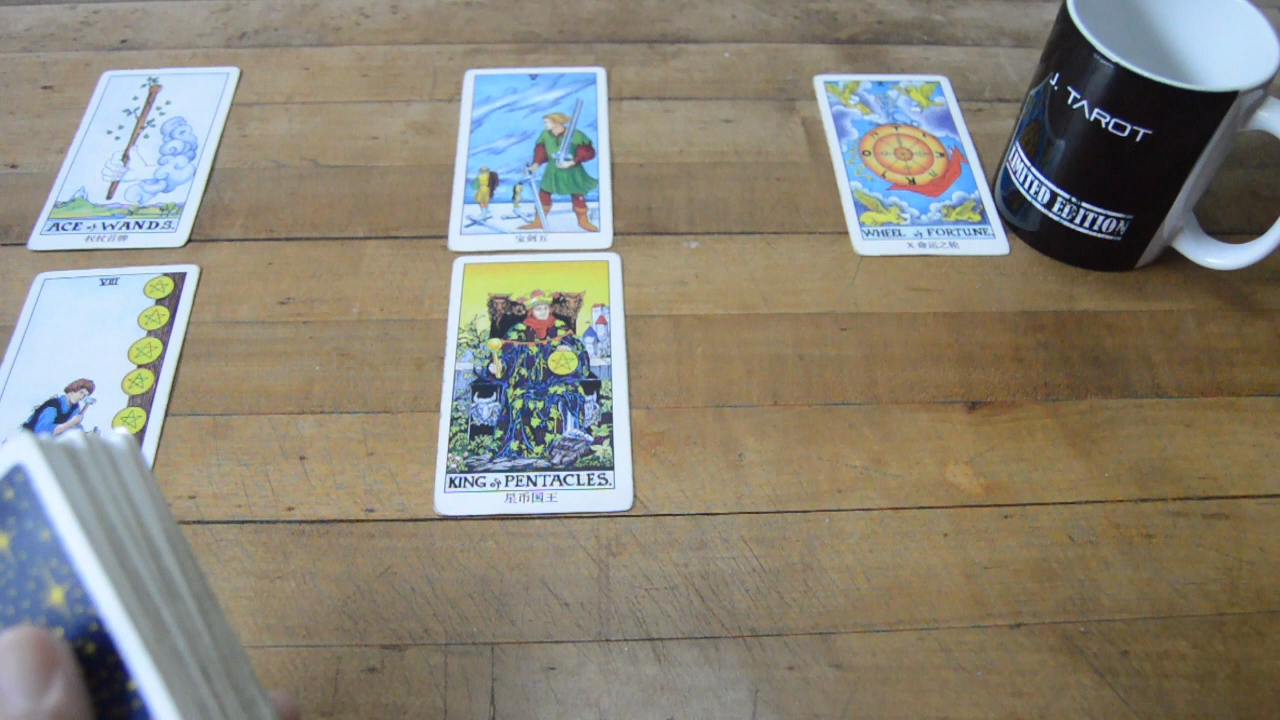 ACE of WANDS.
权杖首牌
V
宝剑五
WHEEL of FORTUNE.
X 命运之轮
J. TAROT
LIMITED EDITION
VIII
KING of PENTACLES.
星币国王